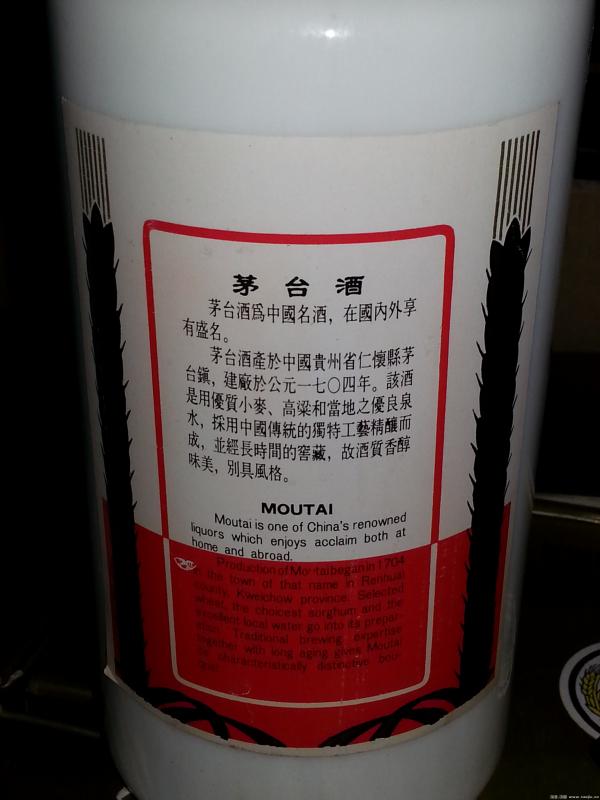 茅台酒
茅台酒爲中國名酒，在國内外享
有盛名。
茅台酒產於中國貴州省仁懷縣茅
台鎭，建廠於公元一七〇四年。該酒
是用優質小麥、高粱和當地之優良泉
水，採用中國傳統的獨特工藝精釀而
成，並經長時間的窖藏，故酒質香醇
味美，別具風格。
MOUTAI
Moutai is one of China's renowned
liquors which enjoys acclaim both at
home and abroad.
Production of Moutai began in 1704
in the town of that name in Renhuai
county, Kweichow province. Selected
wheat, the choicest sorghum and the
excellent local water go into its prepar-
ation. Traditional brewing expertise
together with long aging gives Moutai
characteristically distinctive bou-
quet.